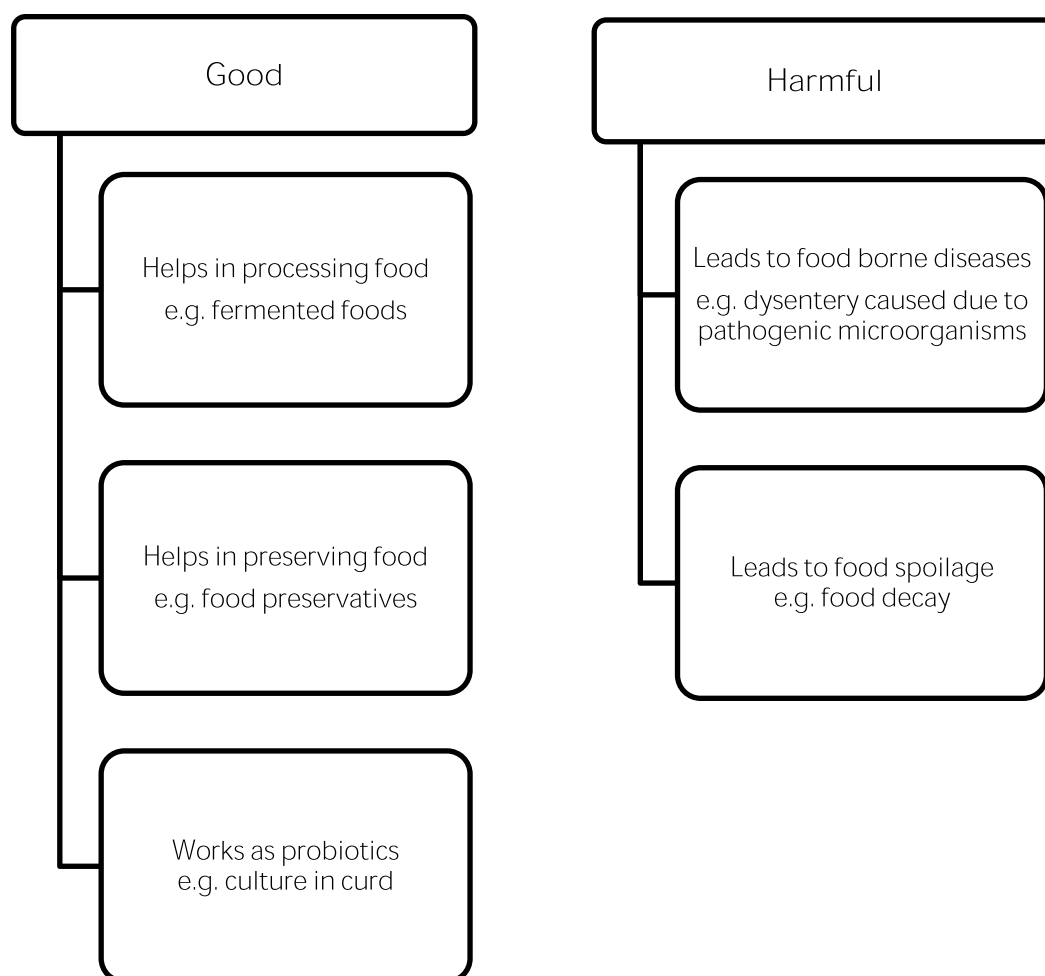 Good
Helps in processing food
e.g. fermented foods
Helps in preserving food
e.g. food preservatives
Works as probiotics
e.g. culture in curd
Harmful
Leads to food borne diseases
e.g. dysentery caused due to
pathogenic microorganisms
Leads to food spoilage
e.g. food decay